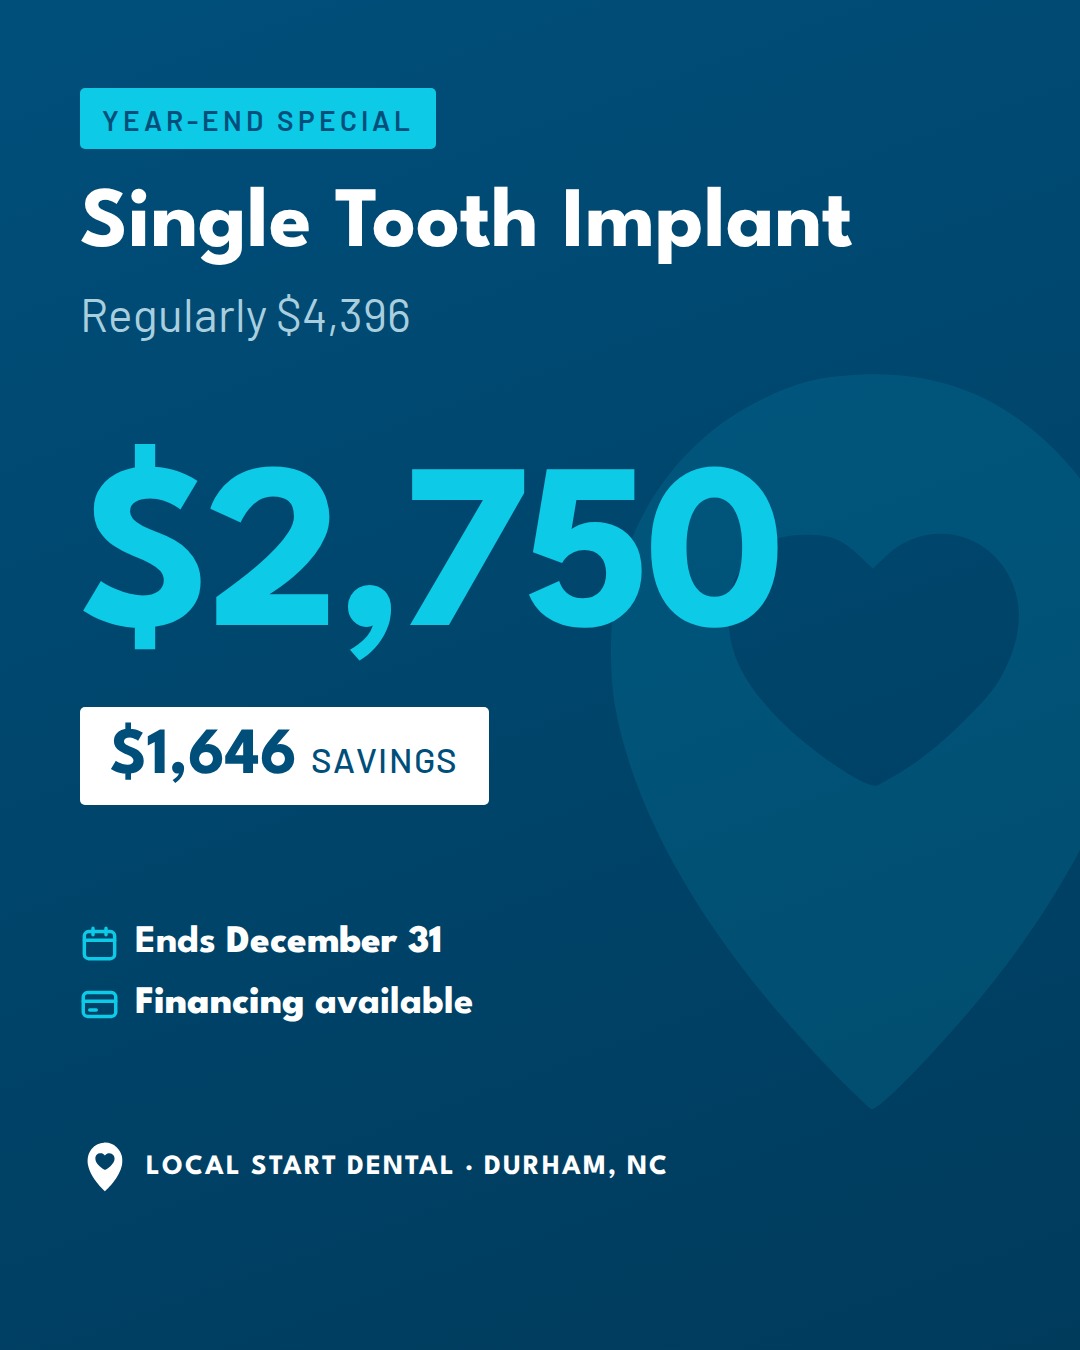 YEAR-END SPECIAL
Single Tooth Implant
Regularly $4,396
$2,750
$1,646 SAVINGS
Ends December 31
Financing available
LOCAL START DENTAL · DURHAM, NC